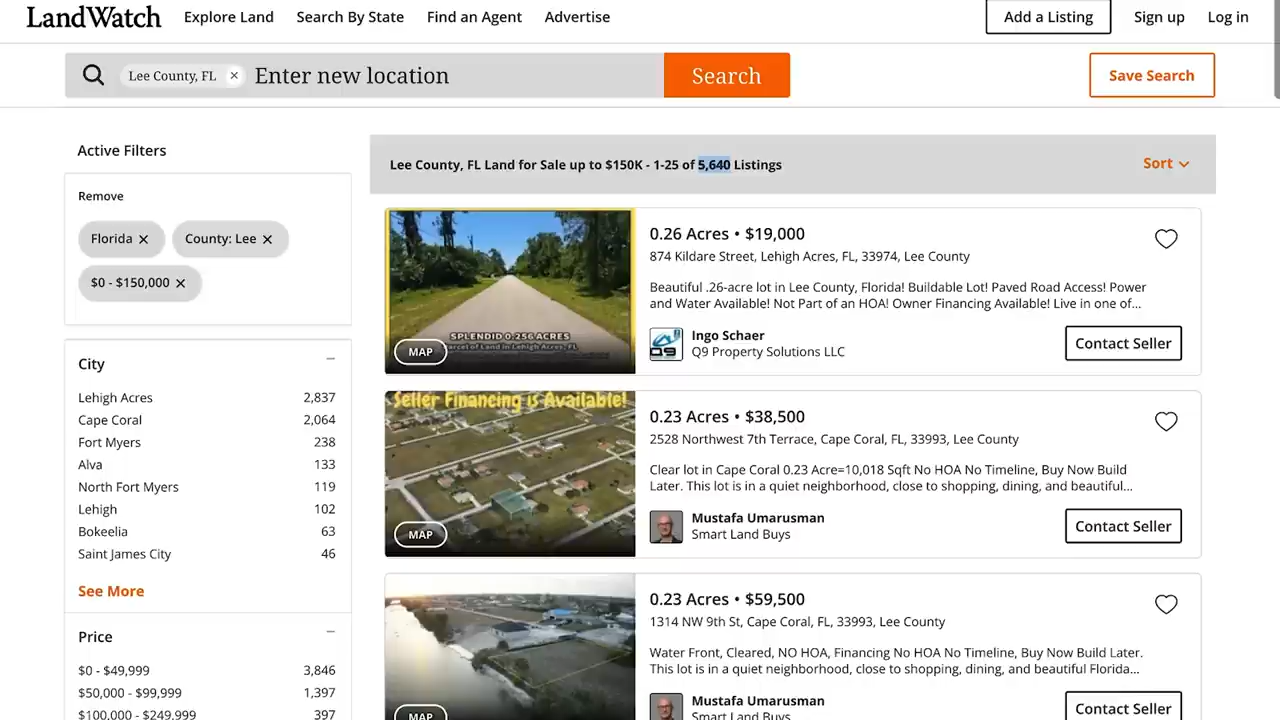 LandWatch
Explore Land
Search By State
Find an Agent
Advertise
Add a Listing
Sign up
Log in
Lee County, FL
Enter new location
Search
Save Search
Active Filters
Remove
Florida
County: Lee
$0 - $150,000
City
Lehigh Acres 2,837
Cape Coral 2,064
Fort Myers 238
Alva 133
North Fort Myers 119
Lehigh 102
Bokeelia 63
Saint James City 46
See More
Price
$0 - $49,999 3,846
$50,000 - $99,999 1,397
$100,000 - $249,999 397
Lee County, FL Land for Sale up to $150K - 1-25 of 5,640 Listings
Sort
SPLENDID 0.256 ACRES
Parcel of Land in Lehigh Acres, FL
MAP
0.26 Acres • $19,000
874 Kildare Street, Lehigh Acres, FL, 33974, Lee County
Beautiful .26-acre lot in Lee County, Florida! Buildable Lot! Paved Road Access! Power
and Water Available! Not Part of an HOA! Owner Financing Available! Live in one of...
Q9
Ingo Schaer
Q9 Property Solutions LLC
Contact Seller
Seller Financing is Available!
MAP
0.23 Acres • $38,500
2528 Northwest 7th Terrace, Cape Coral, FL, 33993, Lee County
Clear lot in Cape Coral 0.23 Acre=10,018 Sqft No HOA No Timeline, Buy Now Build
Later. This lot is in a quiet neighborhood, close to shopping, dining, and beautiful...
Mustafa Umarusman
Smart Land Buys
Contact Seller
MAP
0.23 Acres • $59,500
1314 NW 9th St, Cape Coral, FL, 33993, Lee County
Water Front, Cleared, NO HOA, Financing No HOA No Timeline, Buy Now Build Later.
This lot is in a quiet neighborhood, close to shopping, dining, and beautiful Florida...
Mustafa Umarusman
Smart Land Buys
Contact Seller